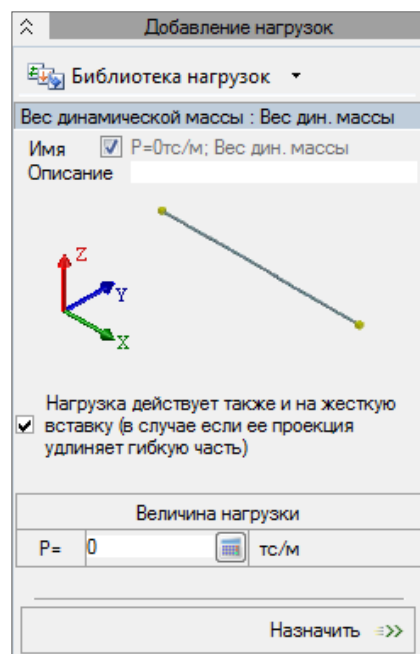 Добавление нагрузок
Библиотека нагрузок
Вес динамической массы : Вес дин. массы
Имя P=0тс/м; Вес дин. массы
Описание
Z
Y
X
Нагрузка действует также и на жесткую
вставку (в случае если ее проекция
удлиняет гибкую часть)
Величина нагрузки
P= 0 тс/м
Назначить